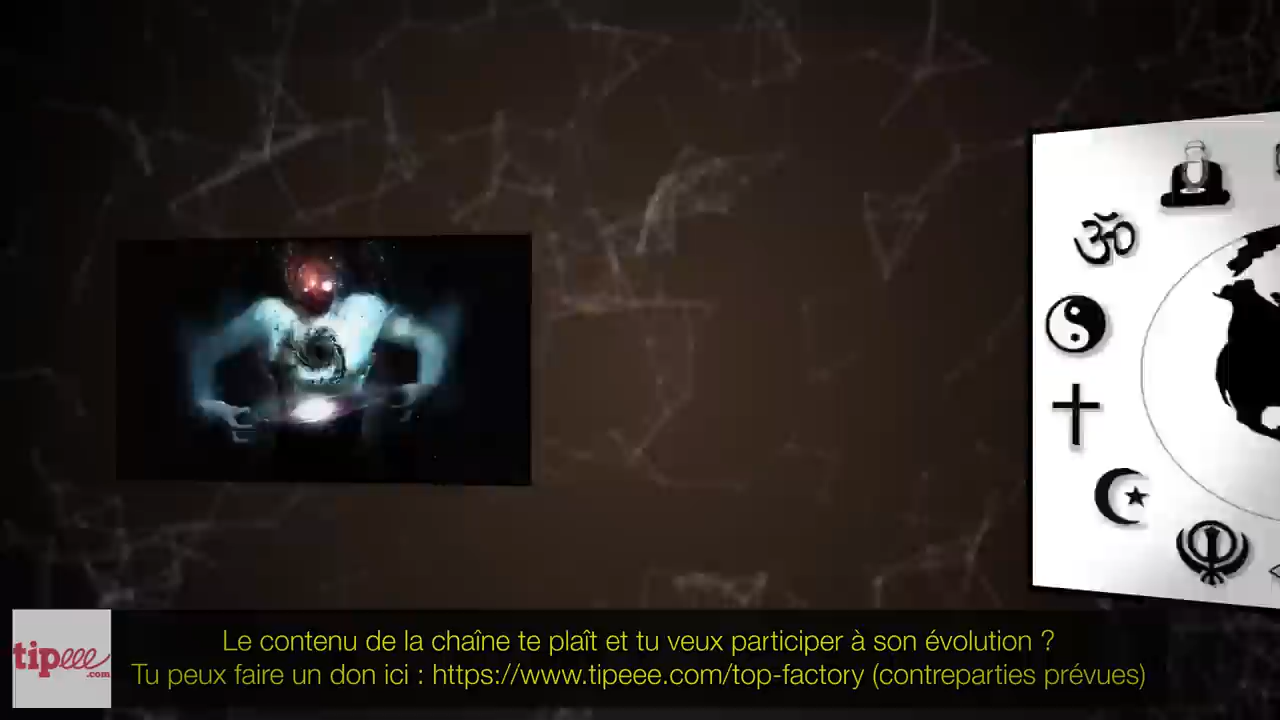 tipeee
.com
Le contenu de la chaîne te plaît et tu veux participer à son évolution ?
Tu peux faire un don ici : https://www.tipeee.com/top-factory (contreparties prévues)